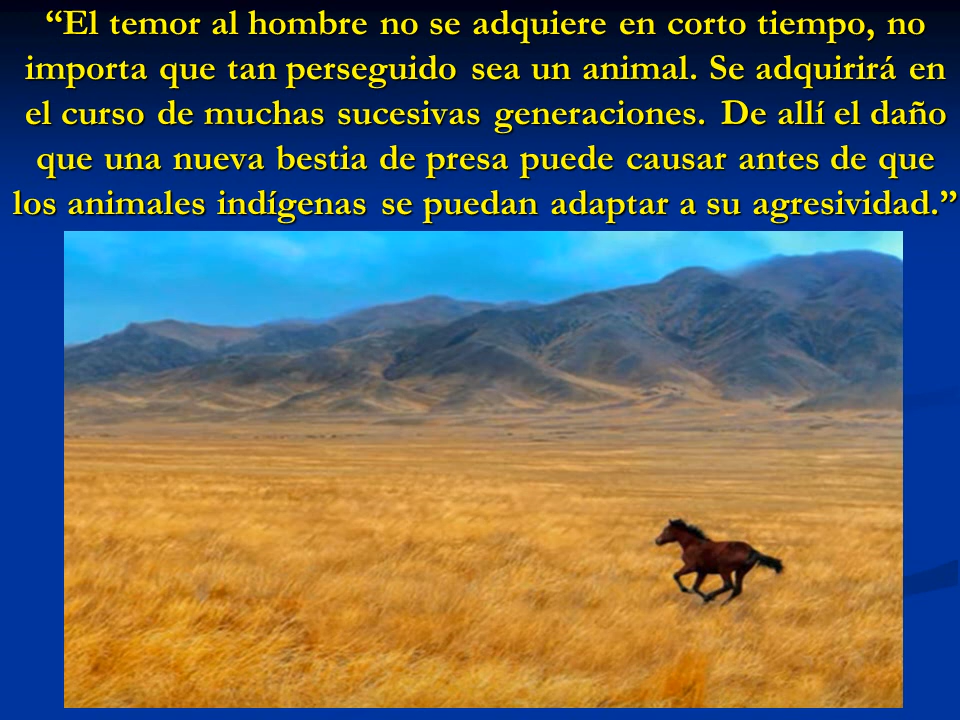 “El temor al hombre no se adquiere en corto tiempo, no
importa que tan perseguido sea un animal. Se adquirirá en
el curso de muchas sucesivas generaciones. De allí el daño
que una nueva bestia de presa puede causar antes de que
los animales indígenas se puedan adaptar a su agresividad.”